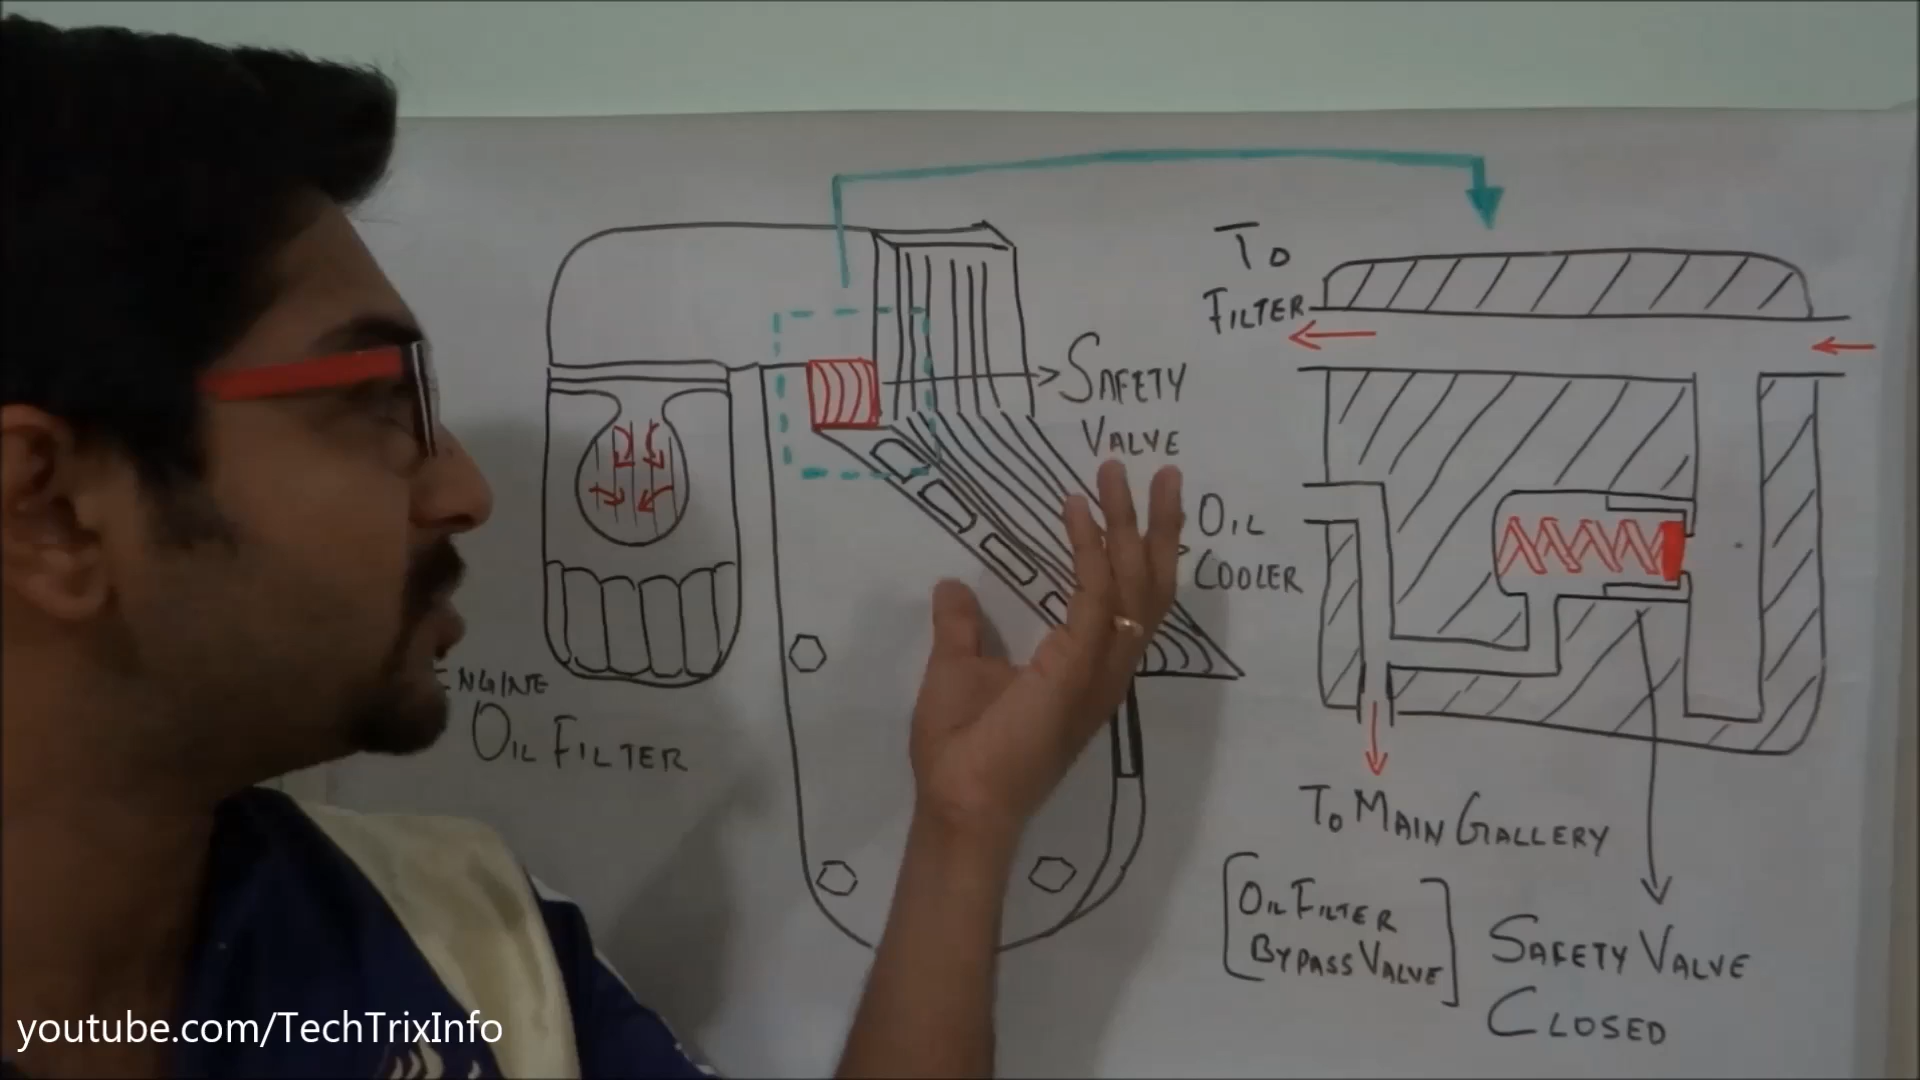 To
FILTER
SAFETY
VALVE
OIL
COOLER
ENGINE
OIL FILTER
To MAIN GALLERY
[OIL FILTER
BYPASS VALVE]
SAFETY VALVE
CLOSED
youtube.com/TechTrixInfo